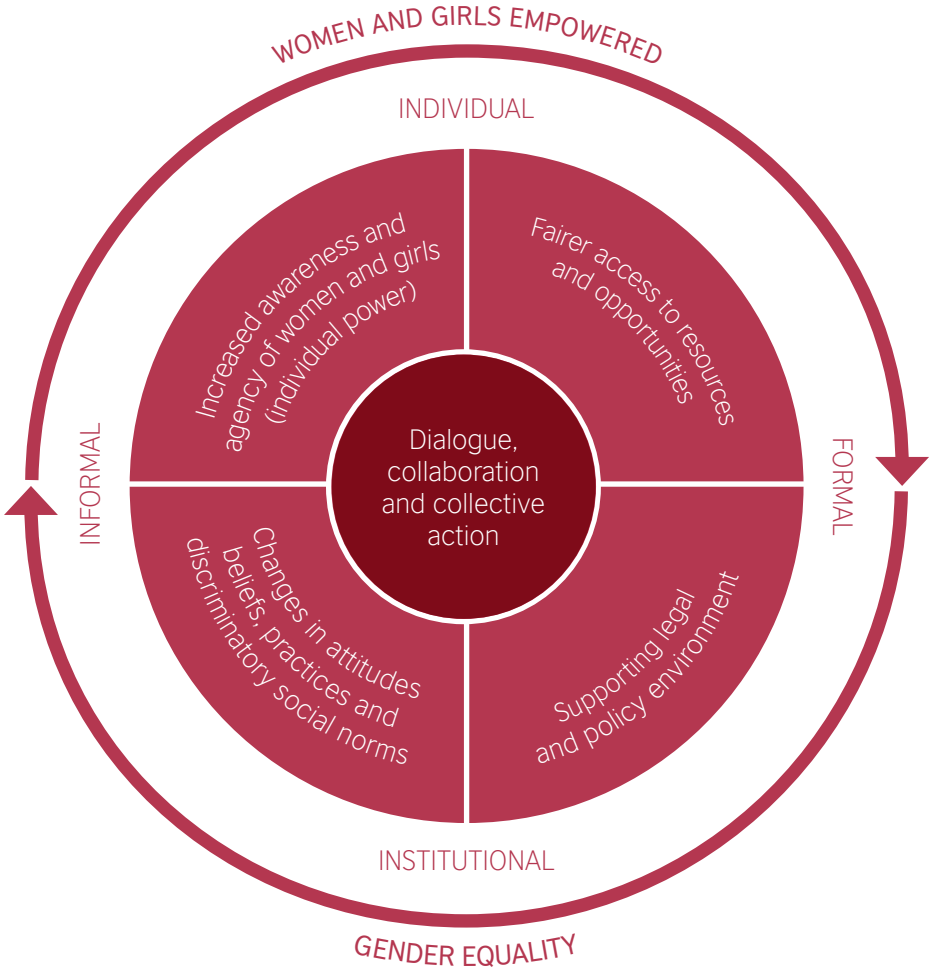 WOMEN AND GIRLS EMPOWERED
INDIVIDUAL
Increased awareness and
agency of women and girls
(individual power)
Fairer access to resources
and opportunities
INFORMAL
Dialogue,
collaboration
and collective
action
FORMAL
Changes in attitudes
beliefs, practices and
discriminatory social norms
Supporting legal
and policy environment
INSTITUTIONAL
GENDER EQUALITY